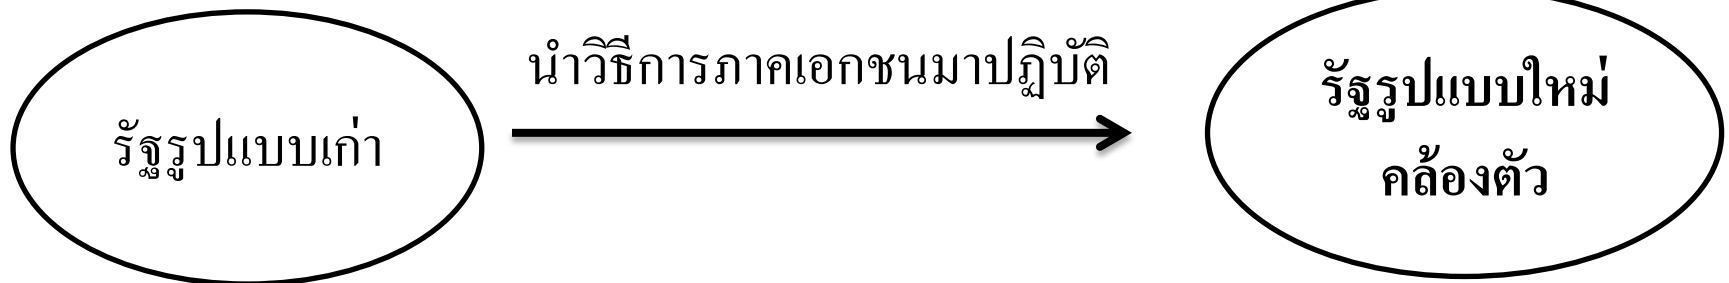 รัฐรูปแบบเก่า
นำวิธีการภาคเอกชนมาปฏิบัติ
รัฐรูปแบบใหม่
คล้องตัว